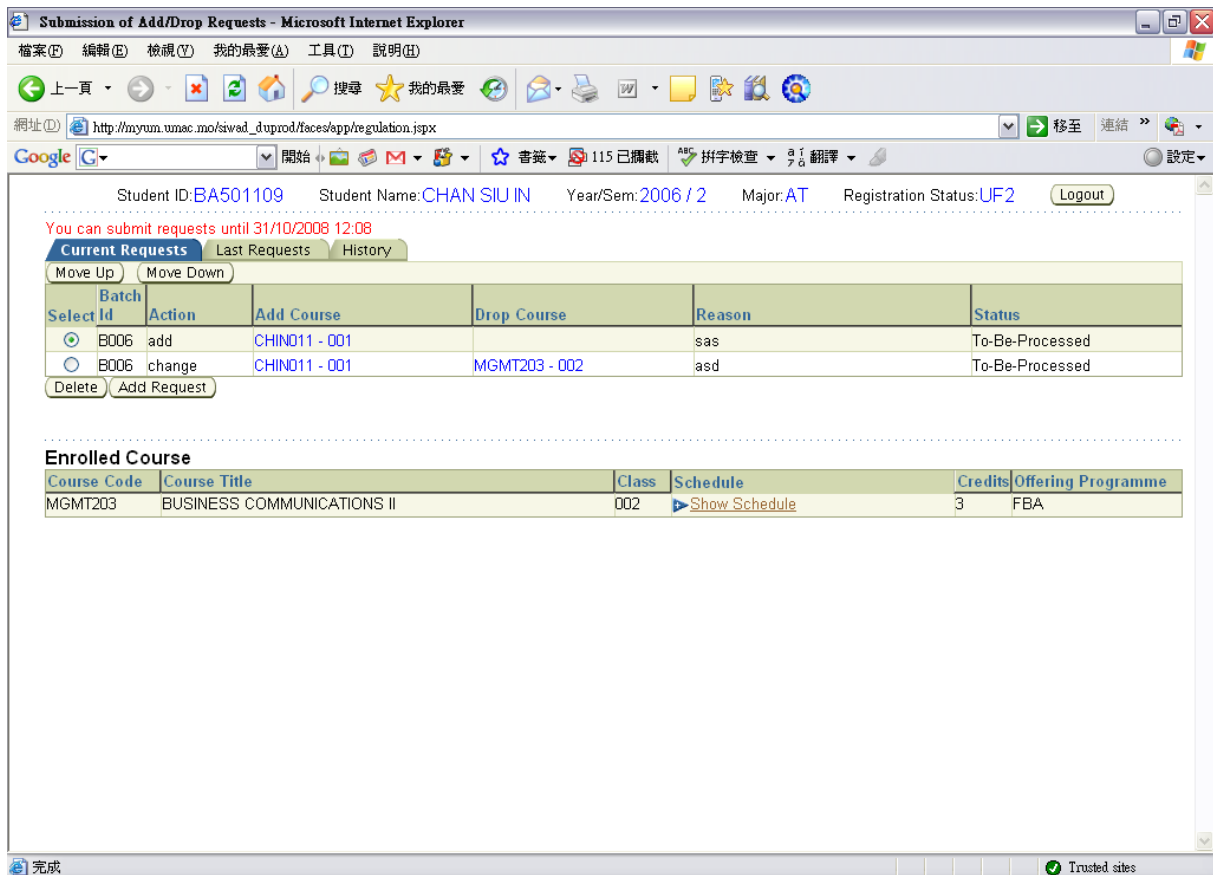 Submission of Add/Drop Requests - Microsoft Internet Explorer
檔案(F) 編輯(E) 檢視(V) 我的最愛(A) 工具(T) 說明(H)
上一頁 搜尋 我的最愛
網址(D) http://myum.umac.mo/siwad_duprod/faces/app/regulation.jspx 移至 連結 »
Google G 開始 書籤 115 已攔截 ABC 拼字檢查 翻譯 設定
Student ID:BA501109 Student Name:CHAN SIU IN Year/Sem:2006 / 2 Major:AT Registration Status:UF2 Logout
You can submit requests until 31/10/2008 12:08
Current Requests Last Requests History
Move Up Move Down
Select Batch Id Action Add Course Drop Course Reason Status
B006 add CHIN011 - 001 sas To-Be-Processed
B006 change CHIN011 - 001 MGMT203 - 002 asd To-Be-Processed
Delete Add Request
Enrolled Course
Course Code Course Title Class Schedule Credits Offering Programme
MGMT203 BUSINESS COMMUNICATIONS II 002 Show Schedule 3 FBA
完成 Trusted sites